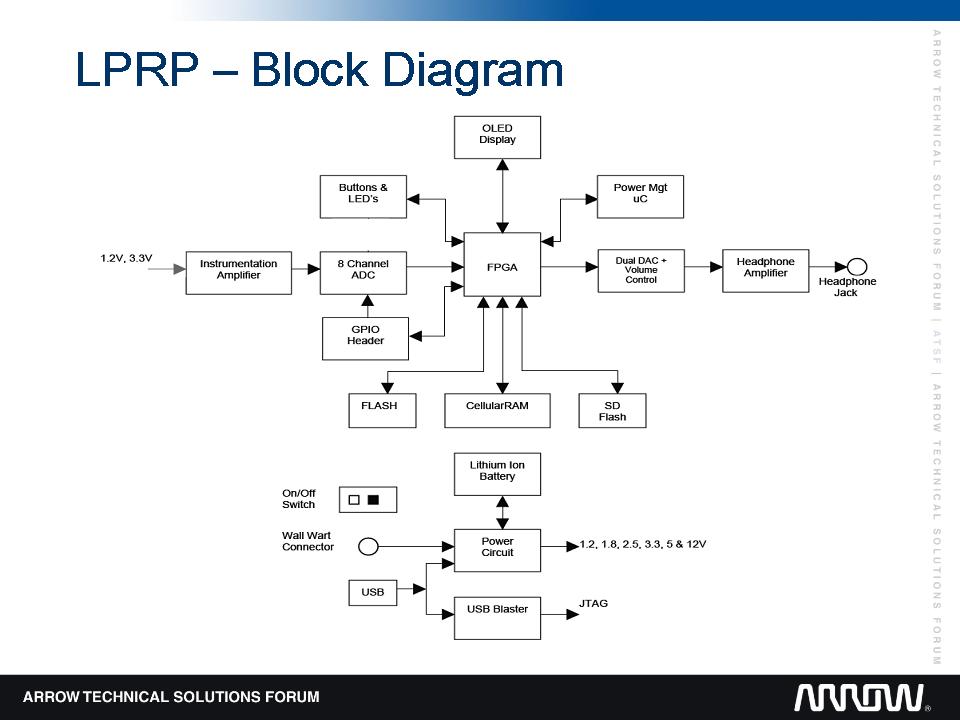 LPRP – Block Diagram
OLED
Display
Buttons &
LED's
Power Mgt
uC
1.2V, 3.3V
Instrumentation
Amplifier
8 Channel
ADC
FPGA
Dual DAC +
Volume
Control
Headphone
Amplifier
Headphone
Jack
GPIO
Header
FLASH
CellularRAM
SD
Flash
Lithium Ion
Battery
On/Off
Switch
Wall Wart
Connector
Power
Circuit
1.2, 1.8, 2.5, 3.3, 5 & 12V
USB
USB Blaster
JTAG
ARROW TECHNICAL SOLUTIONS FORUM | ATSF | ARROW TECHNICAL SOLUTIONS FORUM
ARROW TECHNICAL SOLUTIONS FORUM
ARROW®